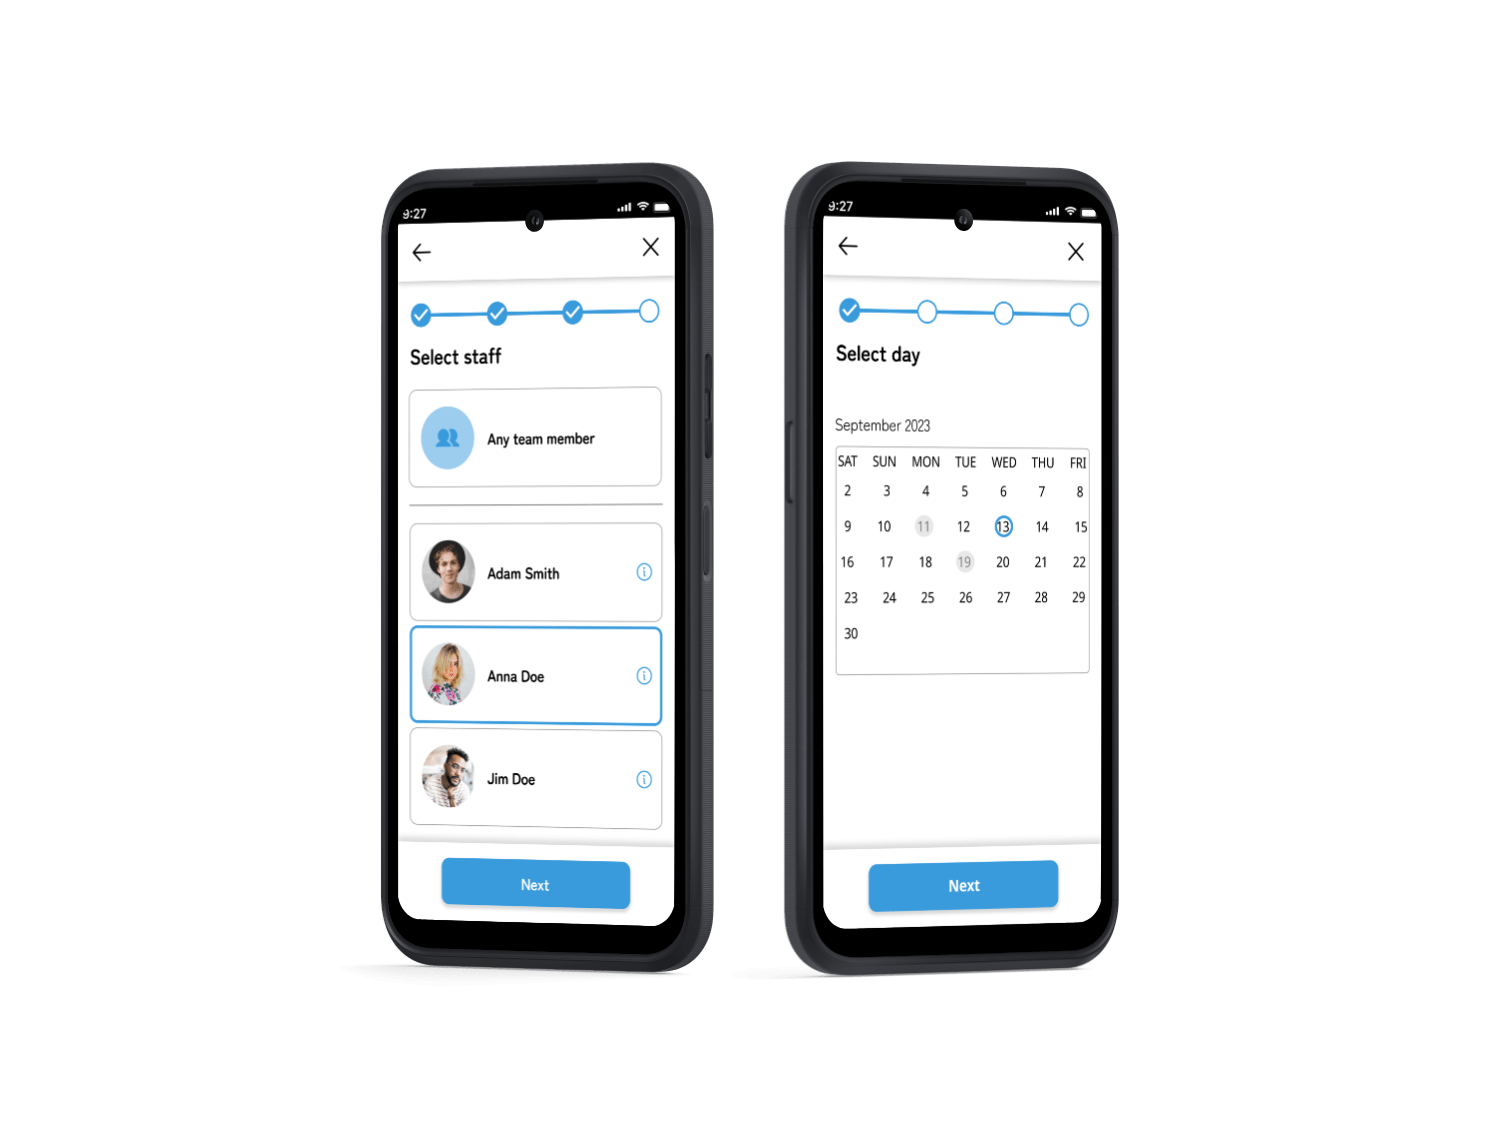 9:27
Select staff
Any team member
Adam Smith
Anna Doe
Jim Doe
Next
9:27
Select day
September 2023
SAT SUN MON TUE WED THU FRI
2 3 4 5 6 7 8
9 10 11 12 13 14 15
16 17 18 19 20 21 22
23 24 25 26 27 28 29
30
Next